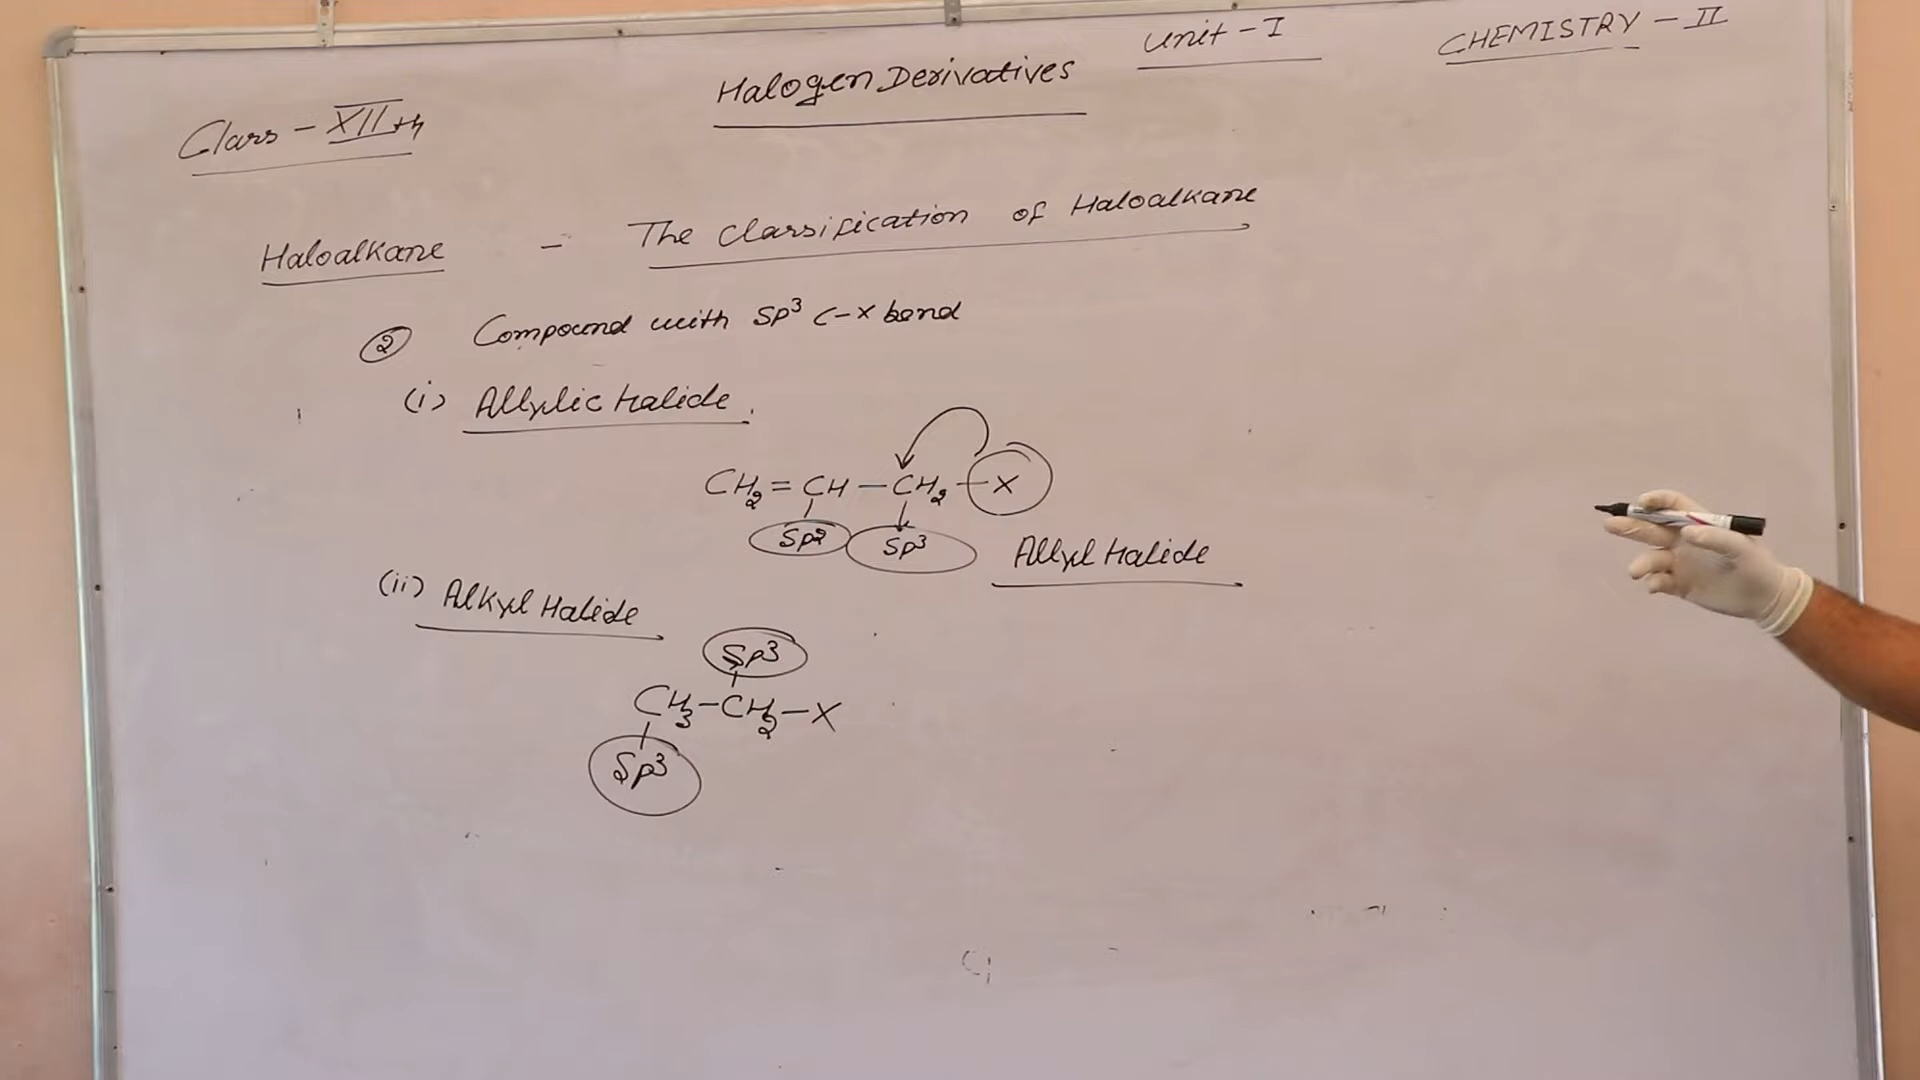 Unit - I
CHEMISTRY - II
Halogen Derivatives
Class - XII th
Haloalkane - The Classification of Haloalkane
② Compound with Sp³ C-X bond
(i) Allylic Halide.
CH₂ = CH - CH₂ - X
Sp² Sp³ Allyl Halide
(ii) Alkyl Halide
Sp³
CH₃ - CH₂ - X
Sp³